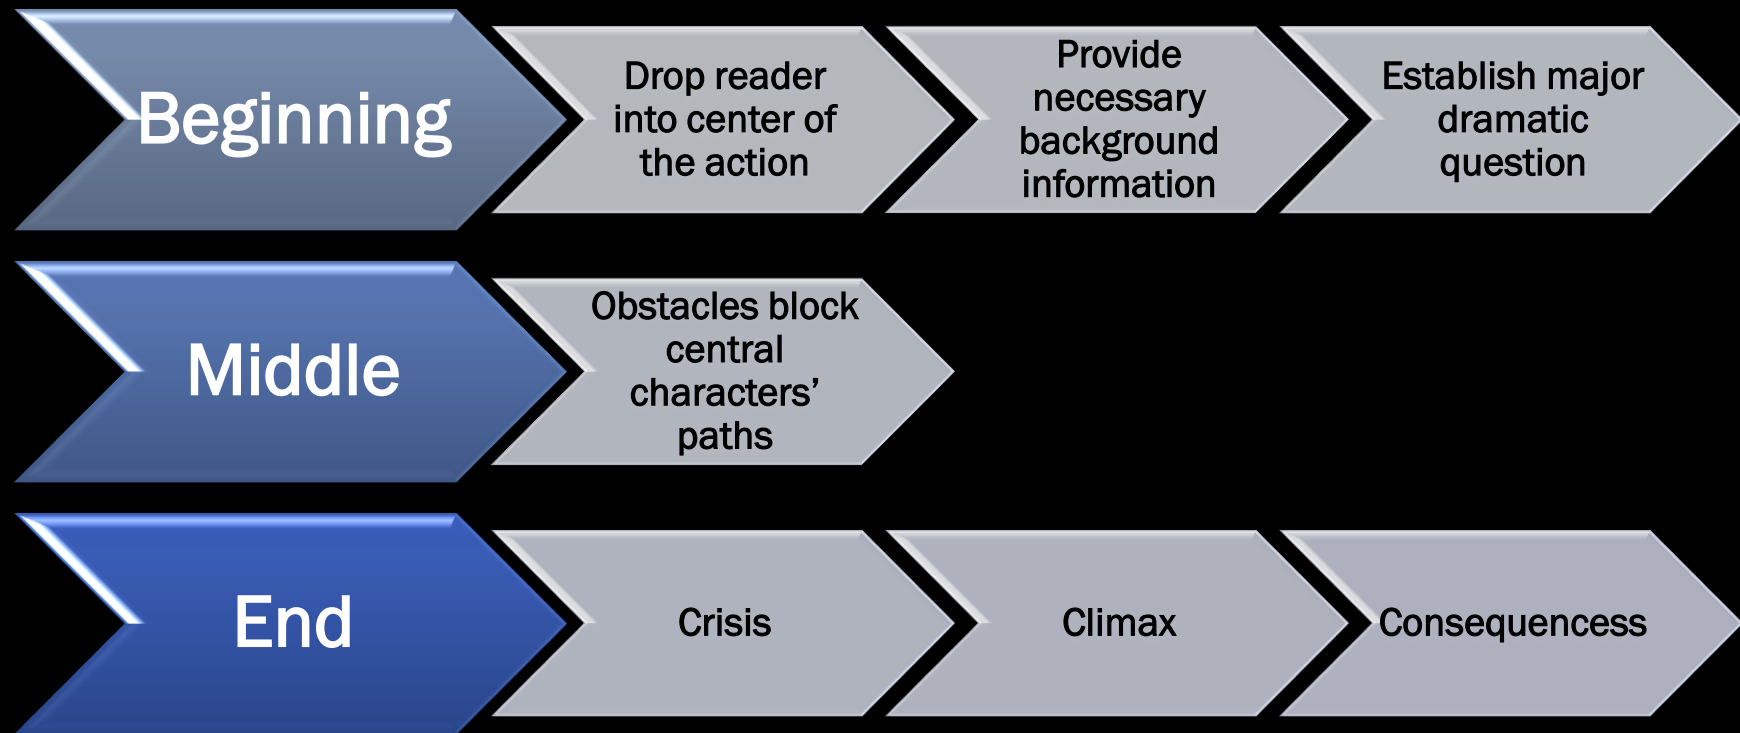 Beginning
Drop reader
into center of
the action
Provide
necessary
background
information
Establish major
dramatic
question
Middle
Obstacles block
central
characters’
paths
End
Crisis
Climax
Consequencess